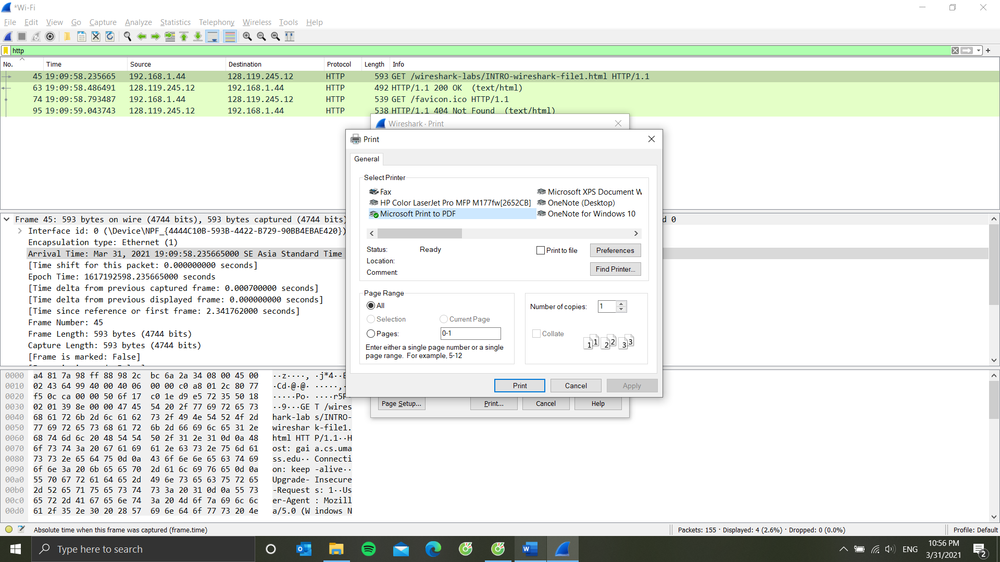 *Wi-Fi
File Edit View Go Capture Analyze Statistics Telephony Wireless Tools Help
http
No. Time Source Destination Protocol Length Info
45 19:09:58.235665 192.168.1.44 128.119.245.12 HTTP 593 GET /wireshark-labs/INTRO-wireshark-file1.html HTTP/1.1
63 19:09:58.486491 128.119.245.12 192.168.1.44 HTTP 492 HTTP/1.1 200 OK (text/html)
74 19:09:58.793487 192.168.1.44 128.119.245.12 HTTP 539 GET /favicon.ico HTTP/1.1
95 19:09:59.043743 128.119.245.12 192.168.1.44 HTTP 538 HTTP/1.1 404 Not Found (text/html)
Wireshark · Print
Print
General
Select Printer
Fax
HP Color LaserJet Pro MFP M177fw[2652CB]
Microsoft Print to PDF
Microsoft XPS Document W
OneNote (Desktop)
OneNote for Windows 10
Status: Ready
Location:
Comment:
Print to file
Preferences
Find Printer...
Page Range
All
Selection Current Page
Pages: 0-1
Enter either a single page number or a single
page range. For example, 5-12
Number of copies: 1
Collate
1 1 2 2 3 3
Print Cancel Apply
Page Setup... Print... Cancel Help
Frame 45: 593 bytes on wire (4744 bits), 593 bytes captured (4744 bits) d 0
Interface id: 0 (\Device\NPF_{4444C10B-593B-4422-B729-90BB4EBAE420})
Encapsulation type: Ethernet (1)
Arrival Time: Mar 31, 2021 19:09:58.235665000 SE Asia Standard Time
[Time shift for this packet: 0.000000000 seconds]
Epoch Time: 1617192598.235665000 seconds
[Time delta from previous captured frame: 0.000700000 seconds]
[Time delta from previous displayed frame: 0.000000000 seconds]
[Time since reference or first frame: 2.341762000 seconds]
Frame Number: 45
Frame Length: 593 bytes (4744 bits)
Capture Length: 593 bytes (4744 bits)
[Frame is marked: False]
0000 a4 81 7a 98 ff 88 98 2c bc 6a 2a 34 08 00 45 00 ··z····, ·j*4··E
0010 02 43 64 99 40 00 40 06 00 00 c0 a8 01 2c 80 77 ·Cd·@·@· ·····,·
0020 f5 0c ca 00 00 50 6f 17 c0 1e d9 e5 72 35 50 18 ·····Po· ····r5P·
0030 02 01 39 8e 00 00 47 45 54 20 2f 77 69 72 65 73 ··9···GE T /wires
0040 68 61 72 6b 2d 6c 61 62 73 2f 49 4e 54 52 4f 2d hark-lab s/INTRO-
0050 77 69 72 65 73 68 61 72 6b 2d 66 69 6c 65 31 2e wireshar k-file1.
0060 68 74 6d 6c 20 48 54 54 50 2f 31 2e 31 0d 0a 48 html HTT P/1.1··H
0070 6f 73 74 3a 20 67 61 69 61 2e 63 73 2e 75 6d 61 ost: gai a.cs.uma
0080 73 73 2e 65 64 75 0d 0a 43 6f 6e 6e 65 63 74 69 ss.edu·· Connecti
0090 6f 6e 3a 20 6b 65 65 70 2d 61 6c 69 76 65 0d 0a on: keep -alive··
00a0 55 70 67 72 61 64 65 2d 49 6e 73 65 63 75 72 65 Upgrade- Insecure
00b0 2d 52 65 71 75 65 73 74 73 3a 20 31 0d 0a 55 73 -Request s: 1··Us
00c0 65 72 2d 41 67 65 6e 74 3a 20 4d 6f 7a 69 6c 6c er-Agent : Mozill
00d0 61 2f 35 2e 30 20 28 57 69 6e 64 6f 77 73 20 4e a/5.0 (W indows N
Absolute time when this frame was captured (frame.time) Packets: 155 · Displayed: 4 (2.6%) · Dropped: 0 (0.0%) Profile: Default
Type here to search
ENG
10:56 PM
3/31/2021
2